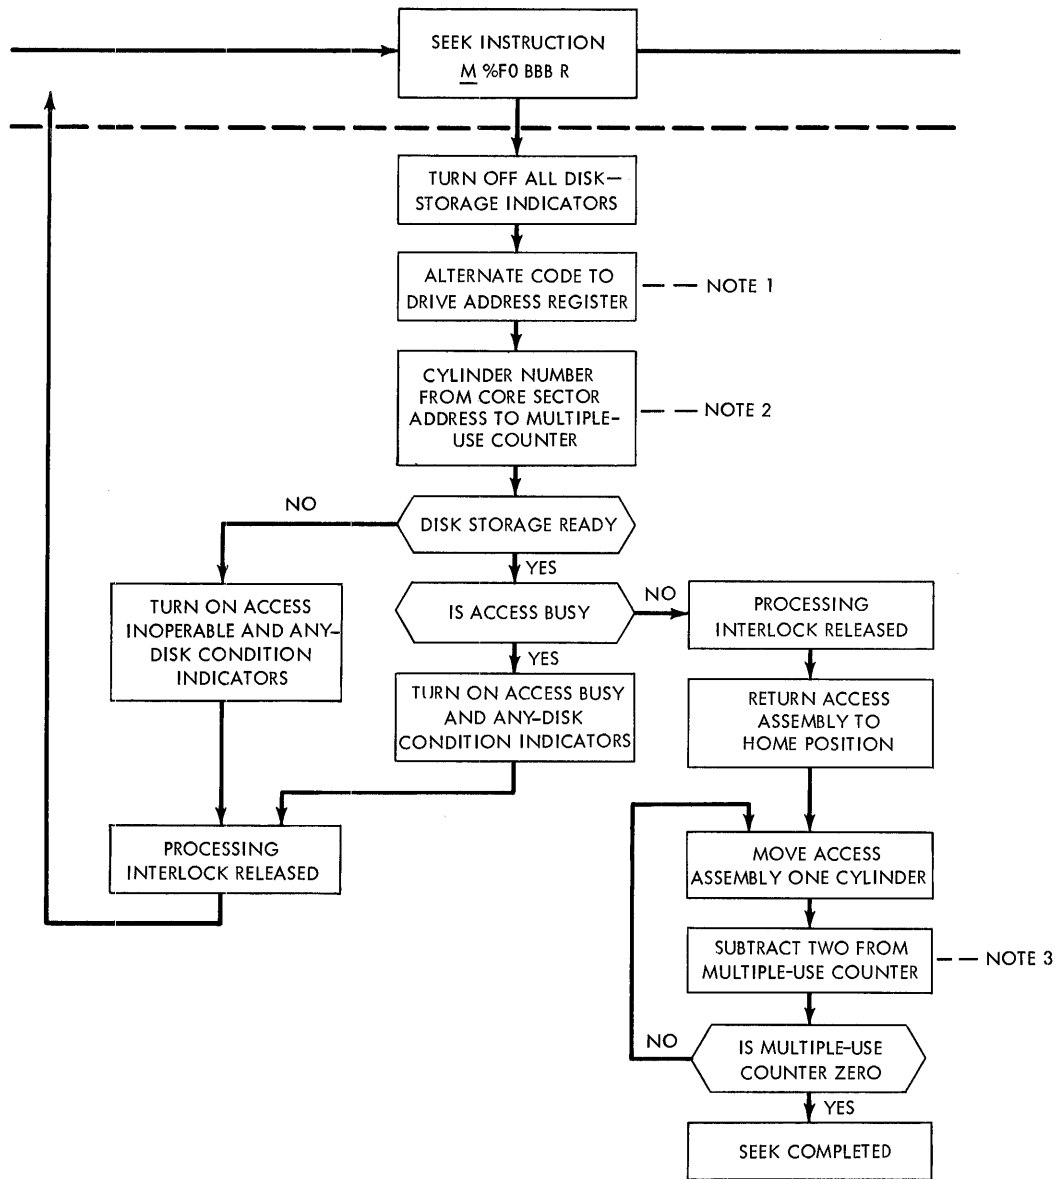 SEEK INSTRUCTION
M %F0 BBB R
TURN OFF ALL DISK—
STORAGE INDICATORS
ALTERNATE CODE TO
DRIVE ADDRESS REGISTER
NOTE 1
CYLINDER NUMBER
FROM CORE SECTOR
ADDRESS TO MULTIPLE-
USE COUNTER
NOTE 2
DISK STORAGE READY
NO
YES
TURN ON ACCESS
INOPERABLE AND ANY-
DISK CONDITION
INDICATORS
IS ACCESS BUSY
NO
YES
PROCESSING
INTERLOCK RELEASED
TURN ON ACCESS BUSY
AND ANY-DISK
CONDITION INDICATORS
RETURN ACCESS
ASSEMBLY TO
HOME POSITION
PROCESSING
INTERLOCK RELEASED
MOVE ACCESS
ASSEMBLY ONE CYLINDER
SUBTRACT TWO FROM
MULTIPLE-USE COUNTER
NOTE 3
IS MULTIPLE-USE
COUNTER ZERO
NO
YES
SEEK COMPLETED